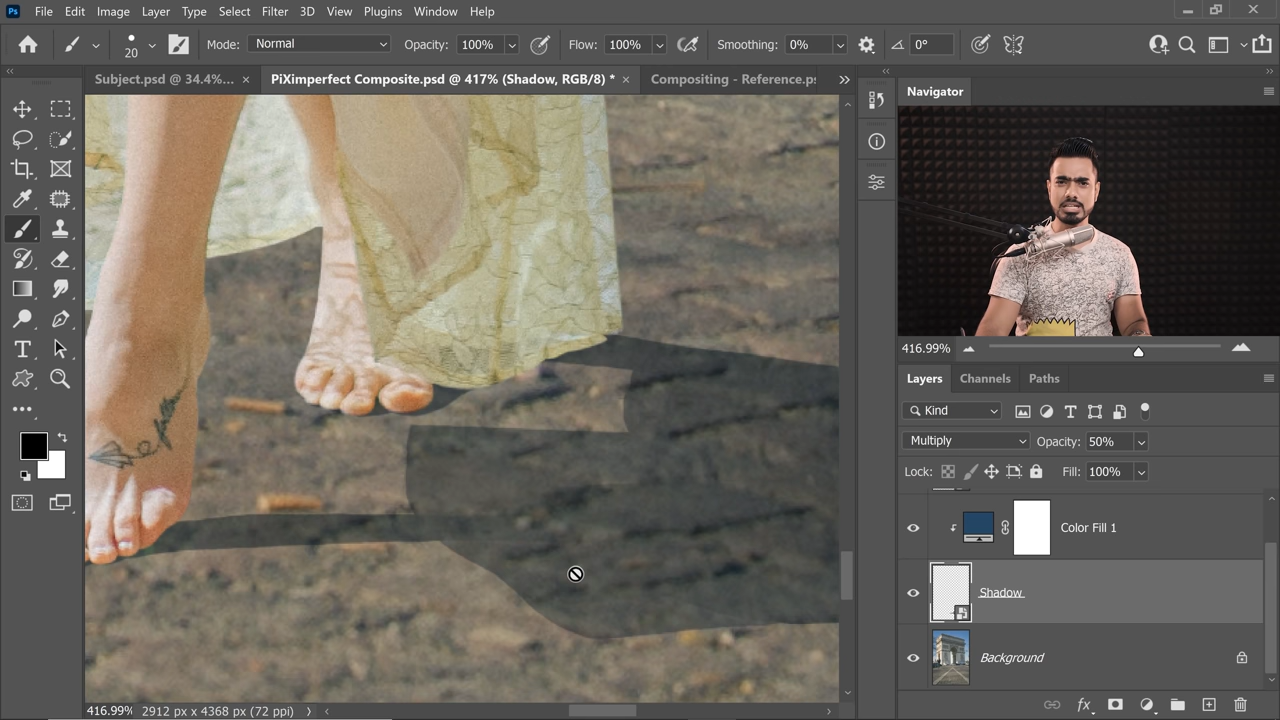 Ps File Edit Image Layer Type Select Filter 3D View Plugins Window Help
20 Mode: Normal Opacity: 100% Flow: 100% Smoothing: 0% 0°
Subject.psd @ 34.4%... × PiXimperfect Composite.psd @ 417% (Shadow, RGB/8) * × Compositing - Reference.ps
Navigator
416.99%
Layers Channels Paths
Kind
Multiply Opacity: 50%
Lock: Fill: 100%
Color Fill 1
Shadow
Background
416.99% 2912 px x 4368 px (72 ppi)
fx